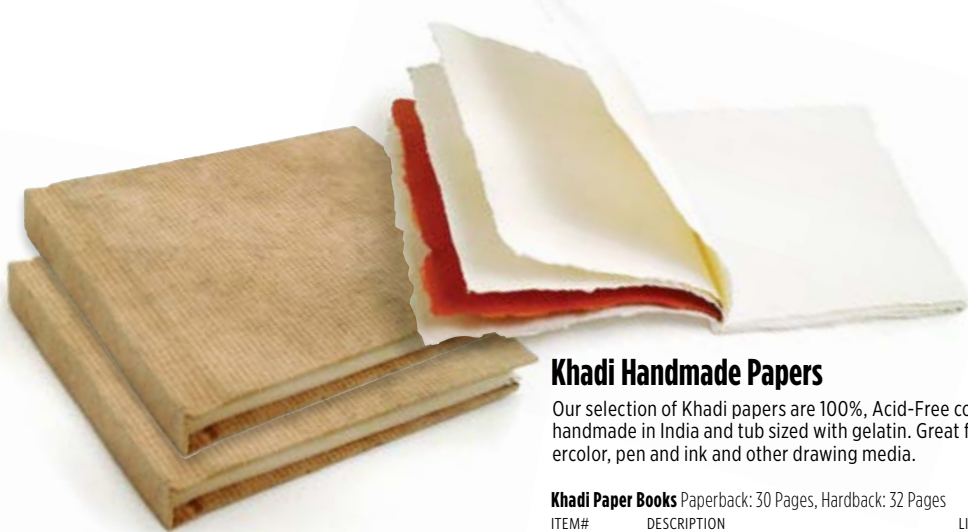 Khadi Handmade Papers
Our selection of Khadi papers are 100%, Acid-Free
handmade in India and tub sized with gelatin. Great
ercolor, pen and ink and other drawing media.
Khadi Paper Books Paperback: 30 Pages, Hardback: 32 Pages
ITEM# DESCRIPTION